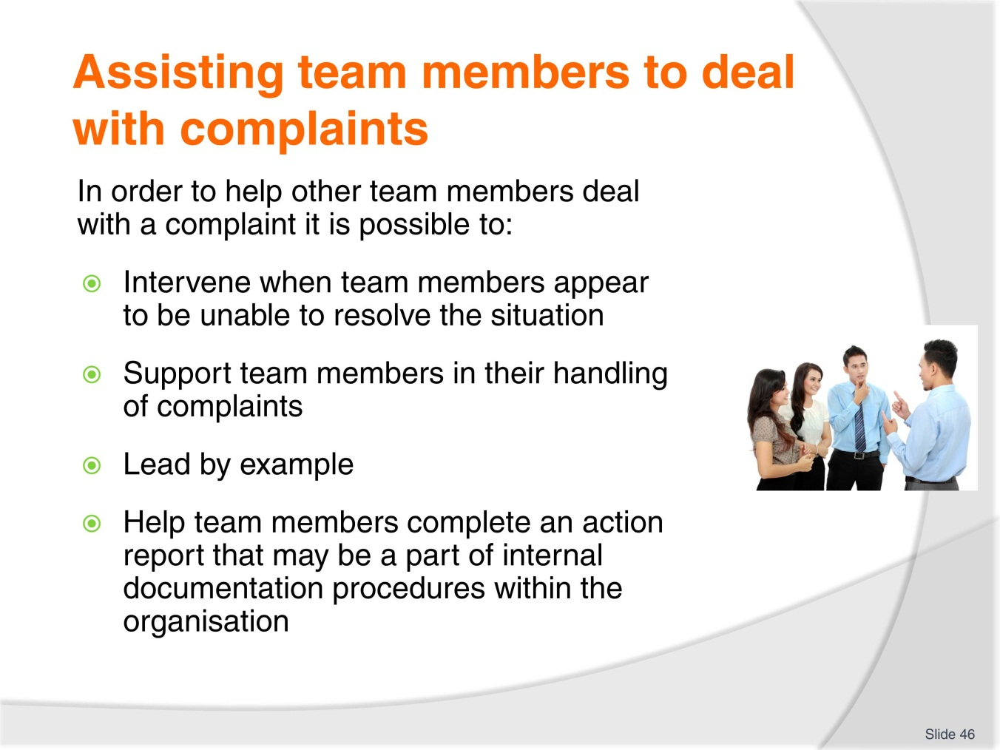 Assisting team members to deal
with complaints
In order to help other team members deal
with a complaint it is possible to:
Intervene when team members appear
to be unable to resolve the situation
Support team members in their handling
of complaints
Lead by example
Help team members complete an action
report that may be a part of internal
documentation procedures within the
organisation
Slide 46